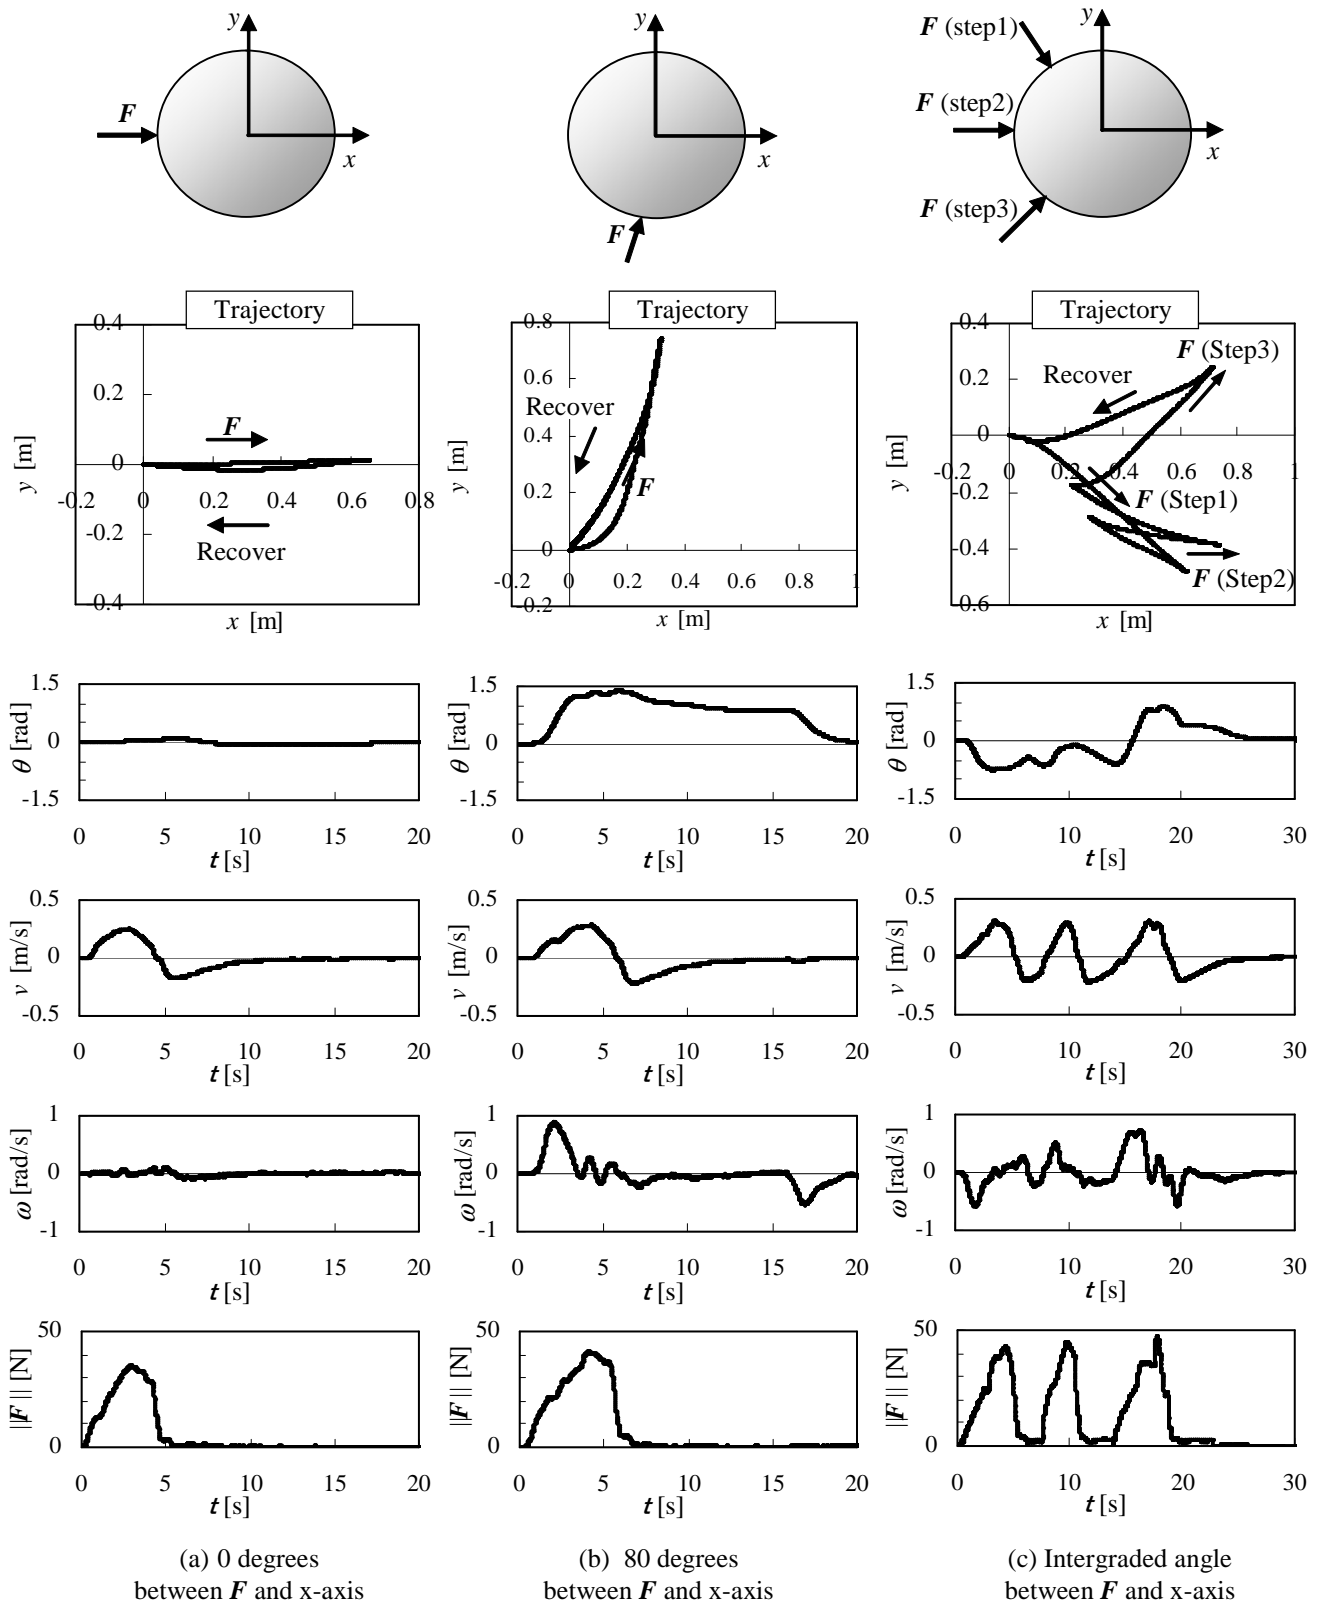 y
F
x
y
F
x
F (step1)
F (step2)
F (step3)
y
x
Trajectory
0.4
0.2
0
-0.2
-0.4
-0.2
0
0.2
0.4
0.6
0.8
F
Recover
y [m]
x [m]
Trajectory
0.8
0.6
0.4
0.2
0
-0.2
-0.2
0
0.2
0.4
0.6
0.8
1
Recover
F
y [m]
x [m]
Trajectory
0.4
0.2
0
-0.2
-0.4
-0.6
0
0.2
0.4
0.6
0.8
1
F (Step3)
Recover
F (Step1)
F (Step2)
y [m]
x [m]
θ [rad]
1.5
0
-1.5
0 5 10 15 20
t [s]
θ [rad]
1.5
0
-1.5
0 5 10 15 20
t [s]
θ [rad]
1.5
0
-1.5
0 10 20 30
t [s]
v [m/s]
0.5
0
-0.5
0 5 10 15 20
t [s]
v [m/s]
0.5
0
-0.5
0 5 10 15 20
t [s]
v [m/s]
0.5
0
-0.5
0 10 20 30
t [s]
ω [rad/s]
1
0
-1
0 5 10 15 20
t [s]
ω [rad/s]
1
0
-1
0 5 10 15 20
t [s]
ω [rad/s]
1
0
-1
0 10 20 30
t [s]
||F|| [N]
50
0
0 5 10 15 20
t [s]
||F|| [N]
50
0
0 5 10 15 20
t [s]
||F|| [N]
50
0
0 10 20 30
t [s]
(a) 0 degrees
between F and x-axis
(b) 80 degrees
between F and x-axis
(c) Intergraded angle
between F and x-axis